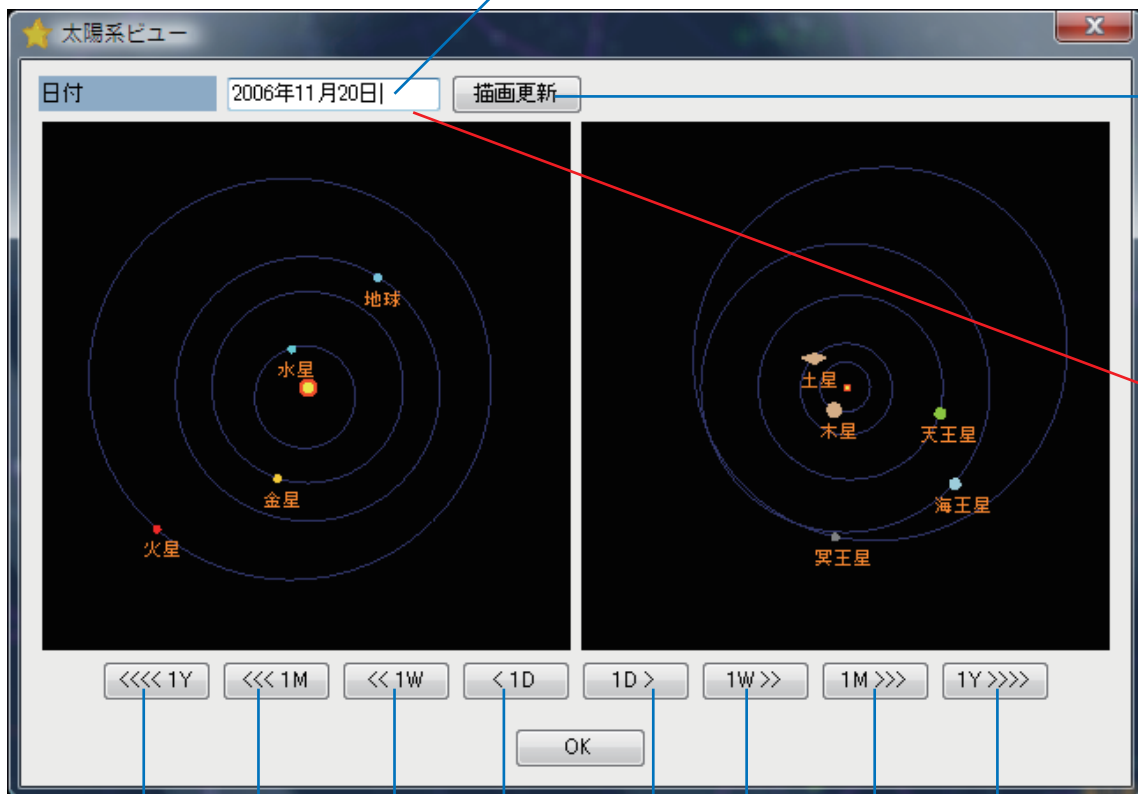 太陽系ビュー
日付 2006年11月20日 描画更新
地球
水星
金星
火星
土星
木星
天王星
海王星
冥王星
<<<< 1Y <<< 1M << 1W < 1D 1D > 1W >> 1M >>> 1Y >>>>
OK